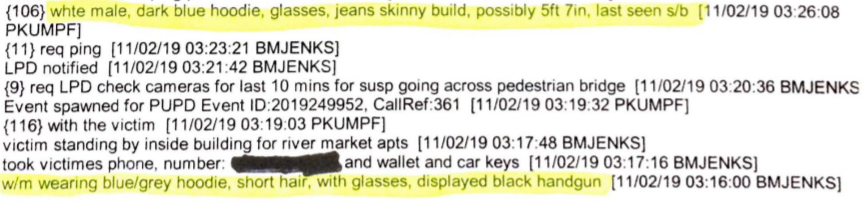 {106} whte male, dark blue hoodie, glasses, jeans skinny build, possibly 5ft 7in, last seen s/b [11/02/19 03:26:08
PKUMPF]
{11} req ping [11/02/19 03:23:21 BMJENKS]
LPD notified [11/02/19 03:21:42 BMJENKS]
{9} req LPD check cameras for last 10 mins for susp going across pedestrian bridge [11/02/19 03:20:36 BMJENKS
Event spawned for PUPD Event ID:2019249952, CallRef:361 [11/02/19 03:19:32 PKUMPF]
{116} with the victim [11/02/19 03:19:03 PKUMPF]
victim standing by inside building for river market apts [11/02/19 03:17:48 BMJENKS]
took victimes phone, number: and wallet and car keys [11/02/19 03:17:16 BMJENKS]
w/m wearing blue/grey hoodie, short hair, with glasses, displayed black handgun [11/02/19 03:16:00 BMJENKS]